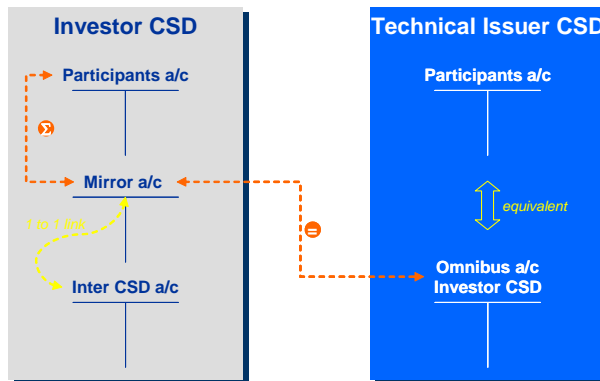 Investor CSD
Participants a/c
Σ
Mirror a/c
1 to 1 link
Inter CSD a/c
=
Technical Issuer CSD
Participants a/c
equivalent
Omnibus a/c
Investor CSD